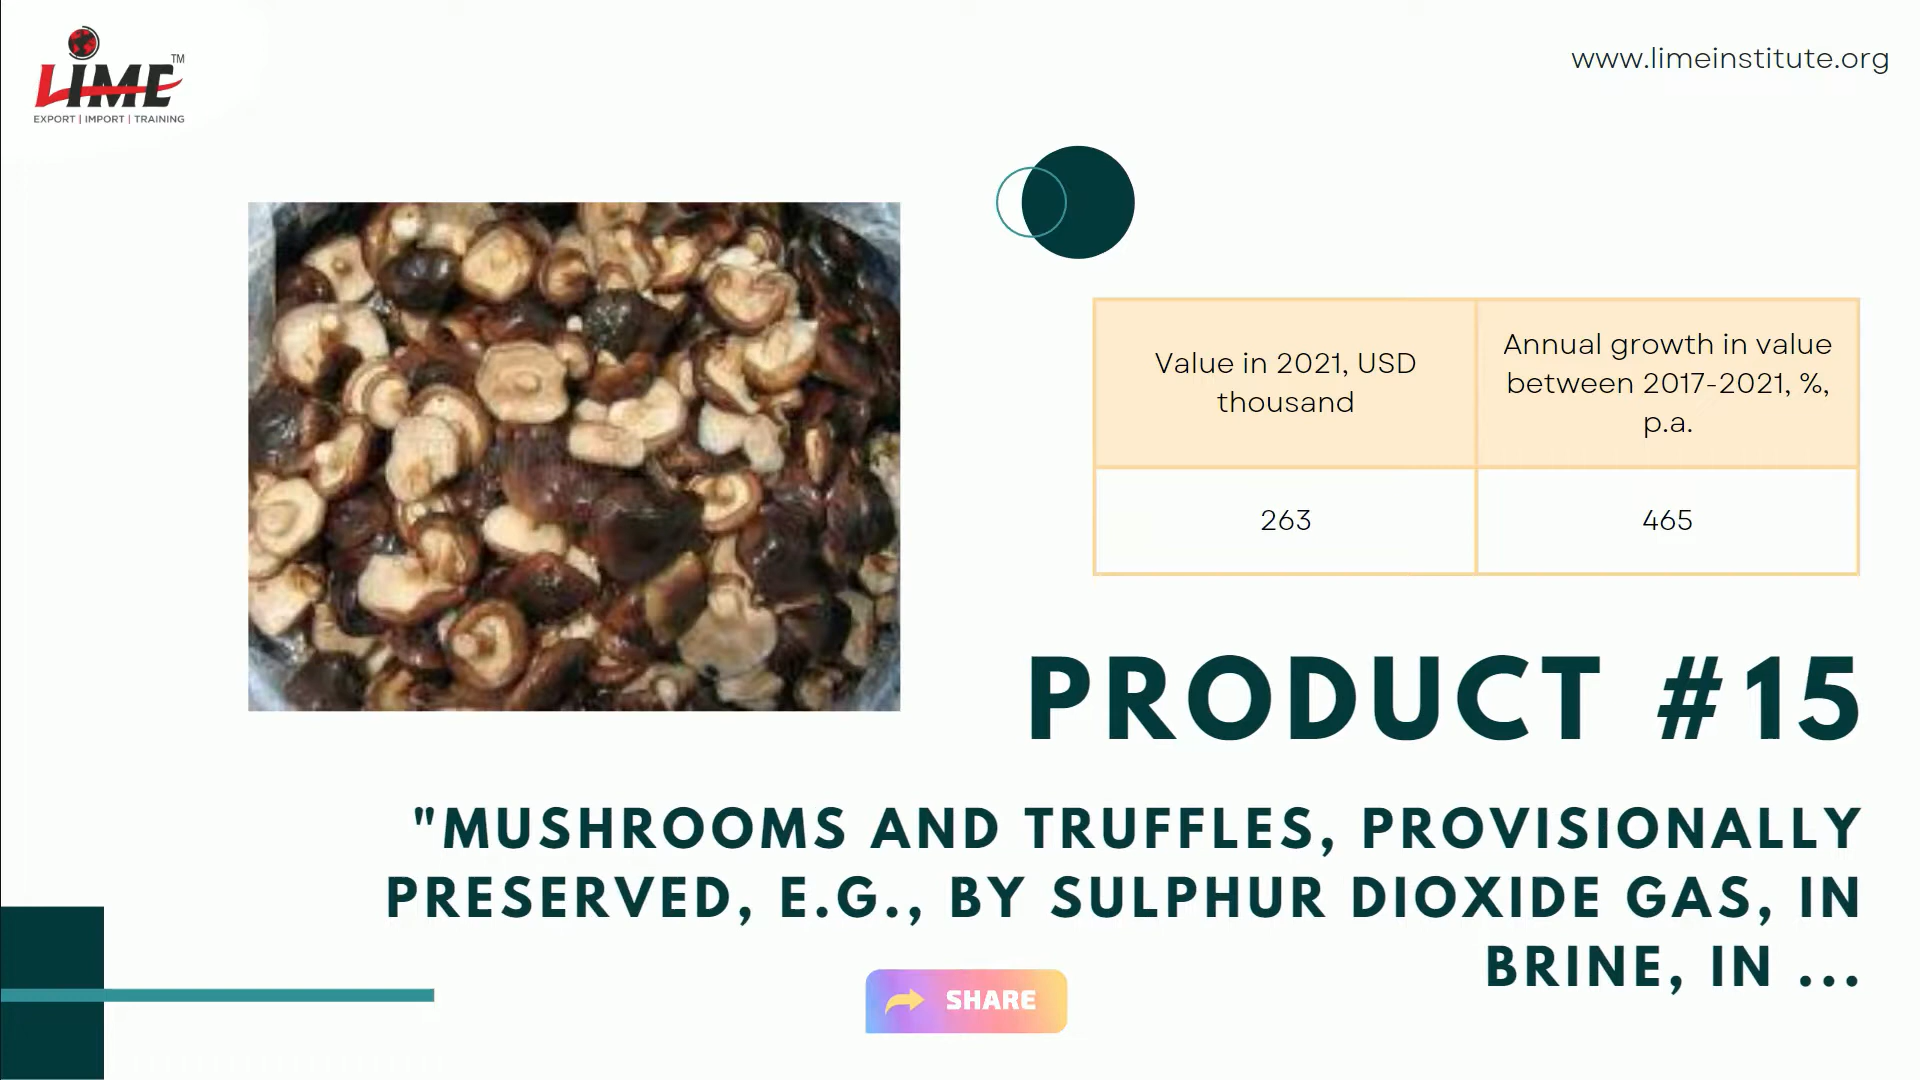 LIME TM
EXPORT | IMPORT | TRAINING
www.limeinstitute.org
Value in 2021, USD
thousand
Annual growth in value
between 2017-2021, %,
p.a.
263
465
PRODUCT #15
"MUSHROOMS AND TRUFFLES, PROVISIONALLY
PRESERVED, E.G., BY SULPHUR DIOXIDE GAS, IN
BRINE, IN ...
SHARE